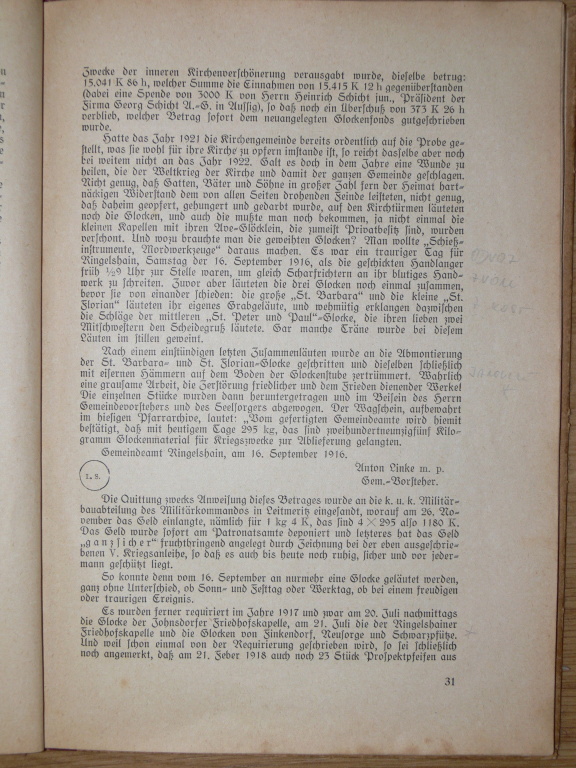 Zwecke der inneren Kirchenverschönerung verausgabt wurde, dieselbe betrug:
15.041 K 86 h, welcher Summe die Einnahmen von 15.415 K 12 h gegenüberstanden
(dabei eine Spende von 3000 K von Herrn Heinrich Schicht jun., Präsident der
Firma Georg Schicht A.-G. in Aussig), so daß noch ein Überschuß von 373 K 26 h
verblieb, welcher Betrag sofort dem neuangelegten Glockenfonds gutgeschrieben
wurde.
Hatte das Jahr 1921 die Kirchengemeinde bereits ordentlich auf die Probe ge-
stellt, was sie wohl für ihre Kirche zu opfern imstande ist, so reicht dasselbe aber noch
bei weitem nicht an das Jahr 1922. Galt es doch in dem Jahre eine Wunde zu
heilen, die der Weltkrieg der Kirche und damit der ganzen Gemeinde geschlagen.
Nicht genug, daß Gatten, Väter und Söhne in großer Zahl fern der Heimat hart-
näckigen Widerstand dem von allen Seiten drohenden Feinde leisteten, nicht genug,
daß daheim geopfert, gehungert und gedarbt wurde, auf den Kirchtürmen läuteten
noch die Glocken, und auch die mußte man noch bekommen, ja nicht einmal die
kleinen Kapellen mit ihren Ave-Glöcklein, die zumeist Privatbesitz sind, wurden
verschont. Und wozu brauchte man die geweihten Glocken? Man wollte „Schieß-
instrumente, Mordwerkzeuge" daraus machen. Es war ein trauriger Tag für
Ringelshain, Samstag der 16. September 1916, als die geschickten Handlanger
früh ½9 Uhr zur Stelle waren, um gleich Scharfrichtern an ihr blutiges Hand-
werk zu schreiten. Zuvor aber läuteten die drei Glocken noch einmal zusammen,
bevor sie von einander schieden: die große „St. Barbara" und die kleine „St.
Florian" läuteten ihr eigenes Grabgeläute, und wehmütig erklangen dazwischen
die Schläge der mittleren „St. Peter und Paul"-Glocke, die ihren lieben zwei
Mitschwestern den Scheidegruß läutete. Gar manche Träne wurde bei diesem
Läuten im stillen geweint.
Nach einem einstündigen letzten Zusammenläuten wurde an die Abmontierung
der St. Barbara- und St. Florian-Glocke geschritten und dieselben schließlich
mit eisernen Hämmern auf dem Boden der Glockenstube zertrümmert. Wahrlich
eine grausame Arbeit, die Zerstörung friedlicher und dem Frieden dienender Werke!
Die einzelnen Stücke wurden dann heruntergetragen und im Beisein des Herrn
Gemeindevorstehers und des Seelsorgers abgewogen. Der Wagschein, aufbewahrt
im hiesigen Pfarrarchive, lautet: „Vom gefertigten Gemeindeamte wird hiemit
bestätigt, daß mit heutigem Tage 295 kg, das sind zweihundertneunzigfünf Kilo-
gramm Glockenmaterial für Kriegszwecke zur Ablieferung gelangten.
Gemeindeamt Ringelshain, am 16. September 1916.
Anton Linke m. p.
L. S.
Gem.-Vorsteher.
Die Quittung zwecks Anweisung dieses Betrages wurde an die k. u. k. Militär-
bauabteilung des Militärkommandos in Leitmeritz eingesandt, worauf am 26. No-
vember das Geld einlangte, nämlich für 1 kg 4 K, das sind 4 × 295 also 1180 K.
Das Geld wurde sofort am Patronatsamte deponiert und letzteres hat das Geld
„ganz sicher" fruchtbringend angelegt durch Zeichnung bei der eben ausgeschrie-
benen V. Kriegsanleihe, so daß es auch bis heute noch ruhig, sicher und vor jeder-
mann geschützt liegt.
So konnte denn vom 16. September an nurmehr eine Glocke geläutet werden,
ganz ohne Unterschied, ob Sonn- und Festtag oder Werktag, ob bei einem freudigen
oder traurigen Ereignis.
Es wurden ferner requiriert im Jahre 1917 und zwar am 20. Juli nachmittags
die Glocke der Johnsdorfer Friedhofskapelle, am 21. Juli die der Ringelshainer
Friedhofskapelle und die Glocken von Finkendorf, Neusorge und Schwarzpfütze.
Und weil schon einmal von der Requirierung geschrieben wird, so sei schließlich
noch angemerkt, daß am 21. Feber 1918 auch noch 23 Stück Prospektpfeifen aus
31